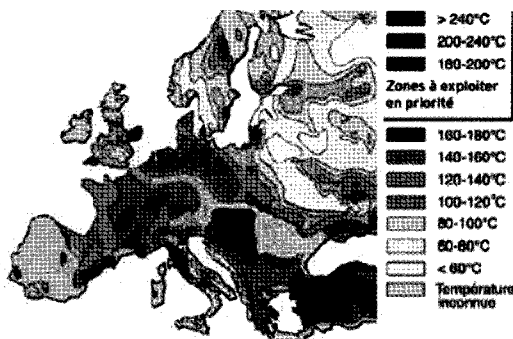 > 240°C
200-240°C
180-200°C
Zones à exploiter
en priorité
160-180°C
140-160°C
120-140°C
100-120°C
80-100°C
60-80°C
< 60°C
Température
inconnue